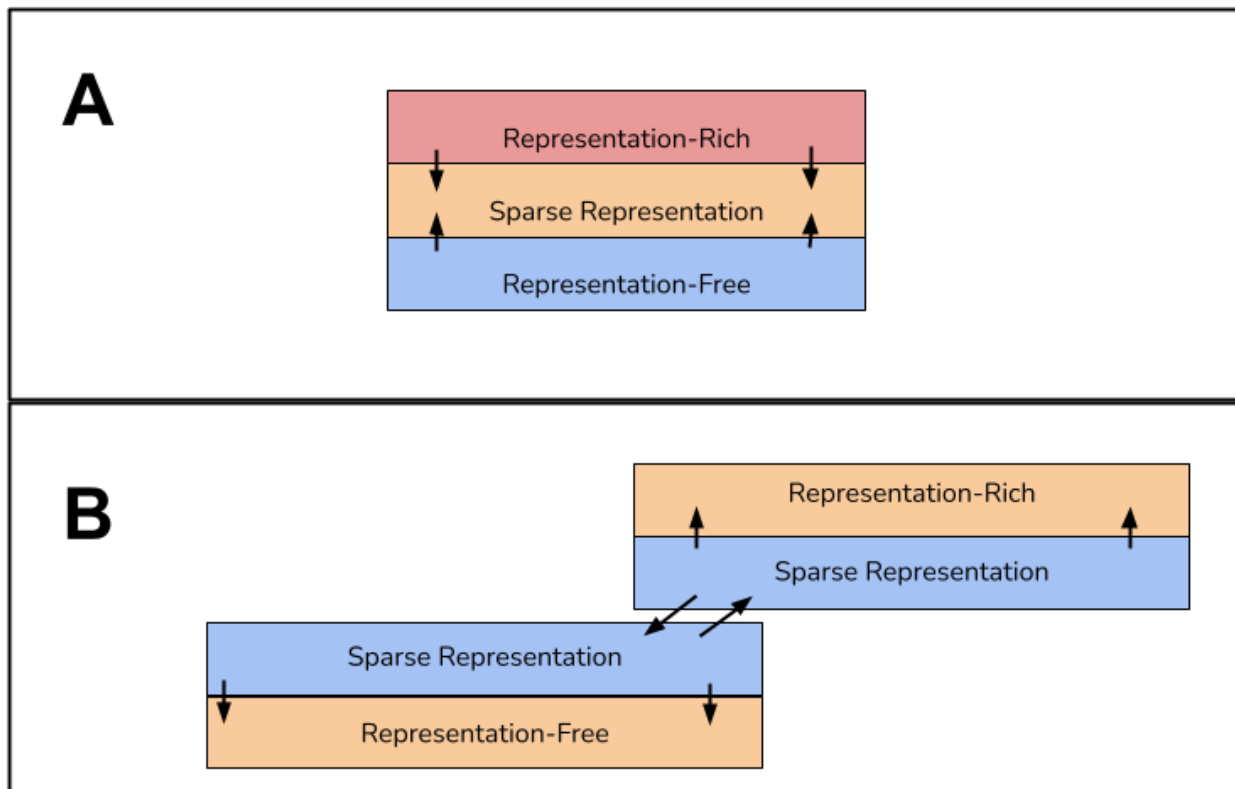 A
Representation-Rich
Sparse Representation
Representation-Free
B
Representation-Rich
Sparse Representation
Sparse Representation
Representation-Free